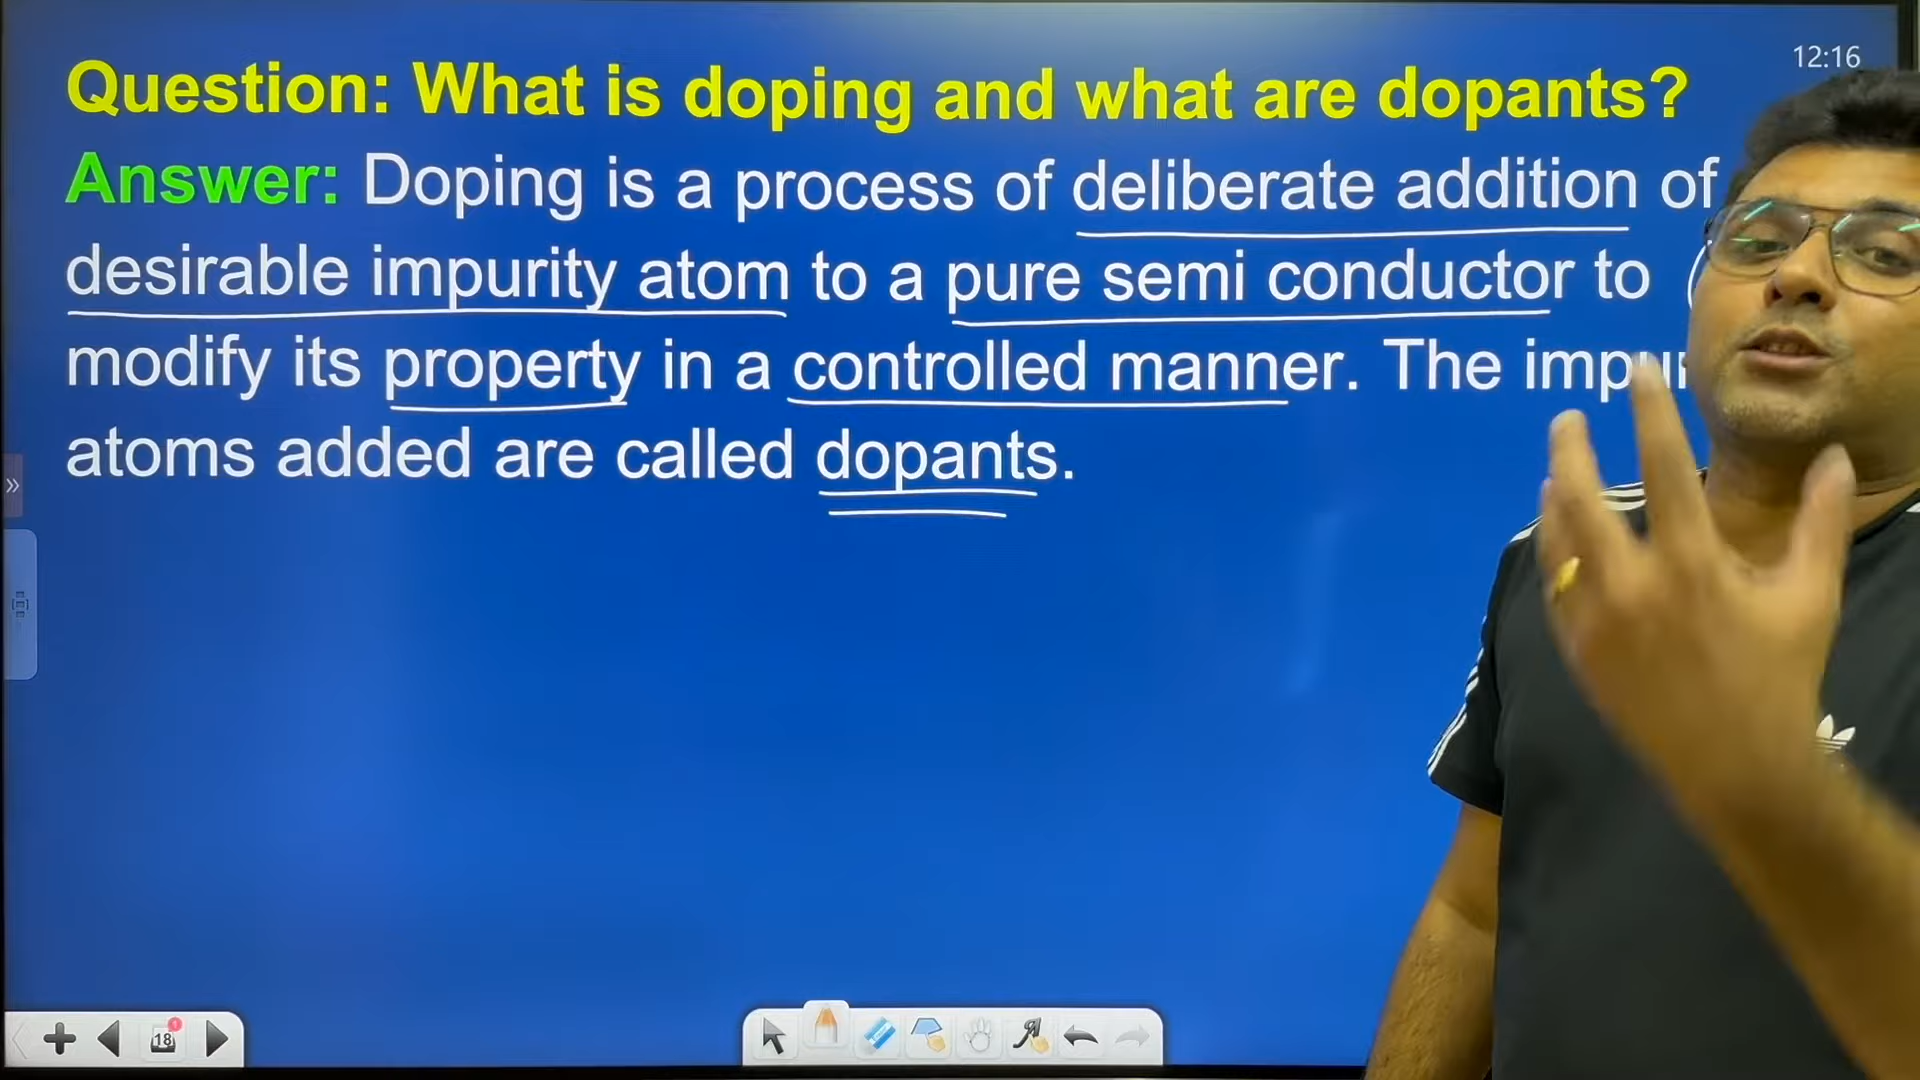 12:16
Question: What is doping and what are dopants?
Answer: Doping is a process of deliberate addition of
desirable impurity atom to a pure semi conductor to
modify its property in a controlled manner. The
atoms added are called dopants.
18